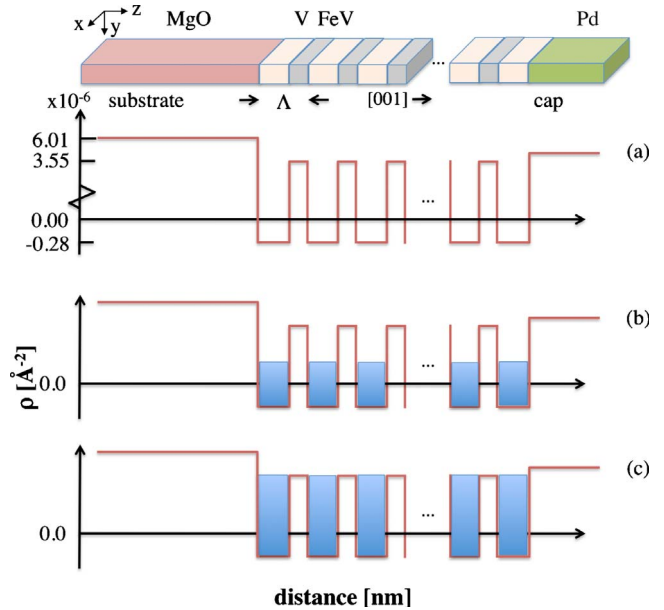 z
x
y
MgO
V FeV
Pd
...
x10⁻⁶
substrate
Λ
[001]
cap
6.01
3.55
0.00
-0.28
...
(a)
ρ [Å⁻²]
0.0
...
(b)
0.0
...
(c)
distance [nm]